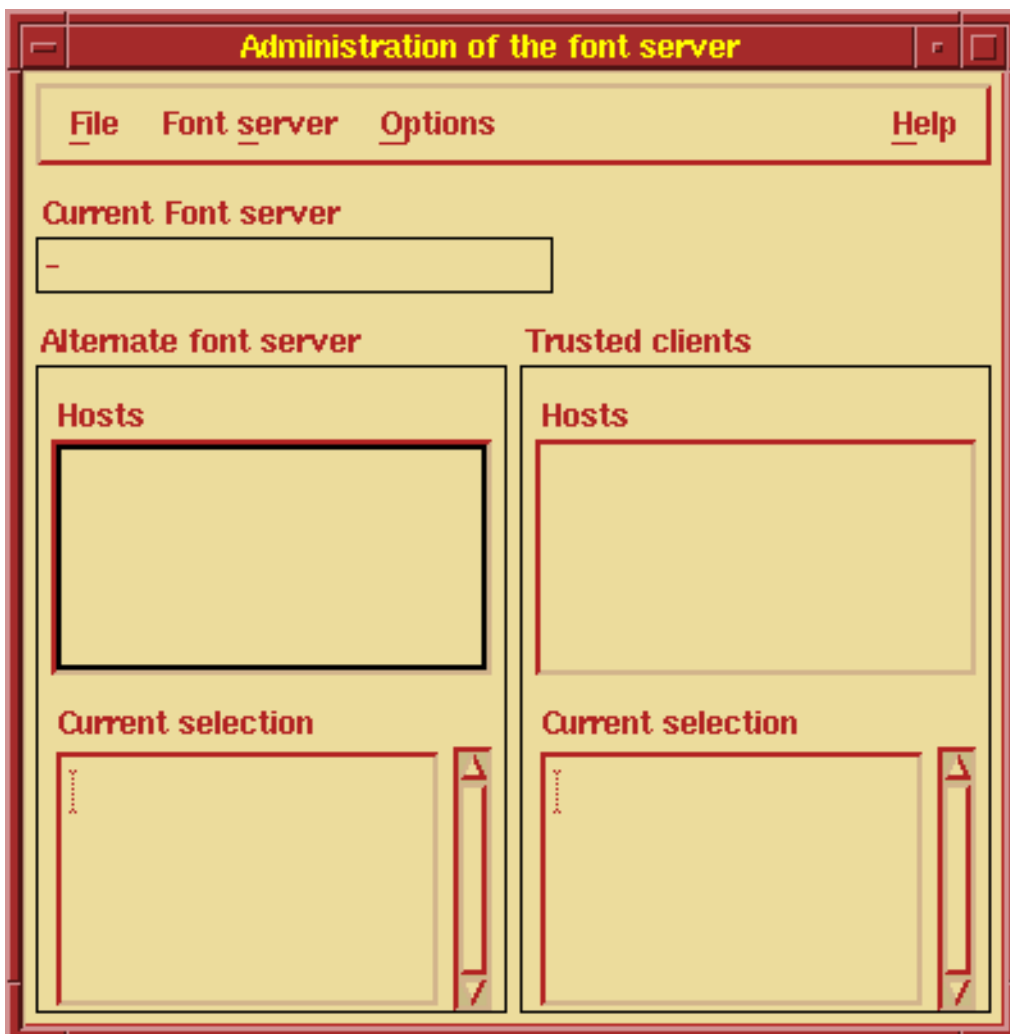 Administration of the font server
File Font server Options Help
Current Font server
-
Alternate font server Trusted clients
Hosts Hosts
Current selection Current selection